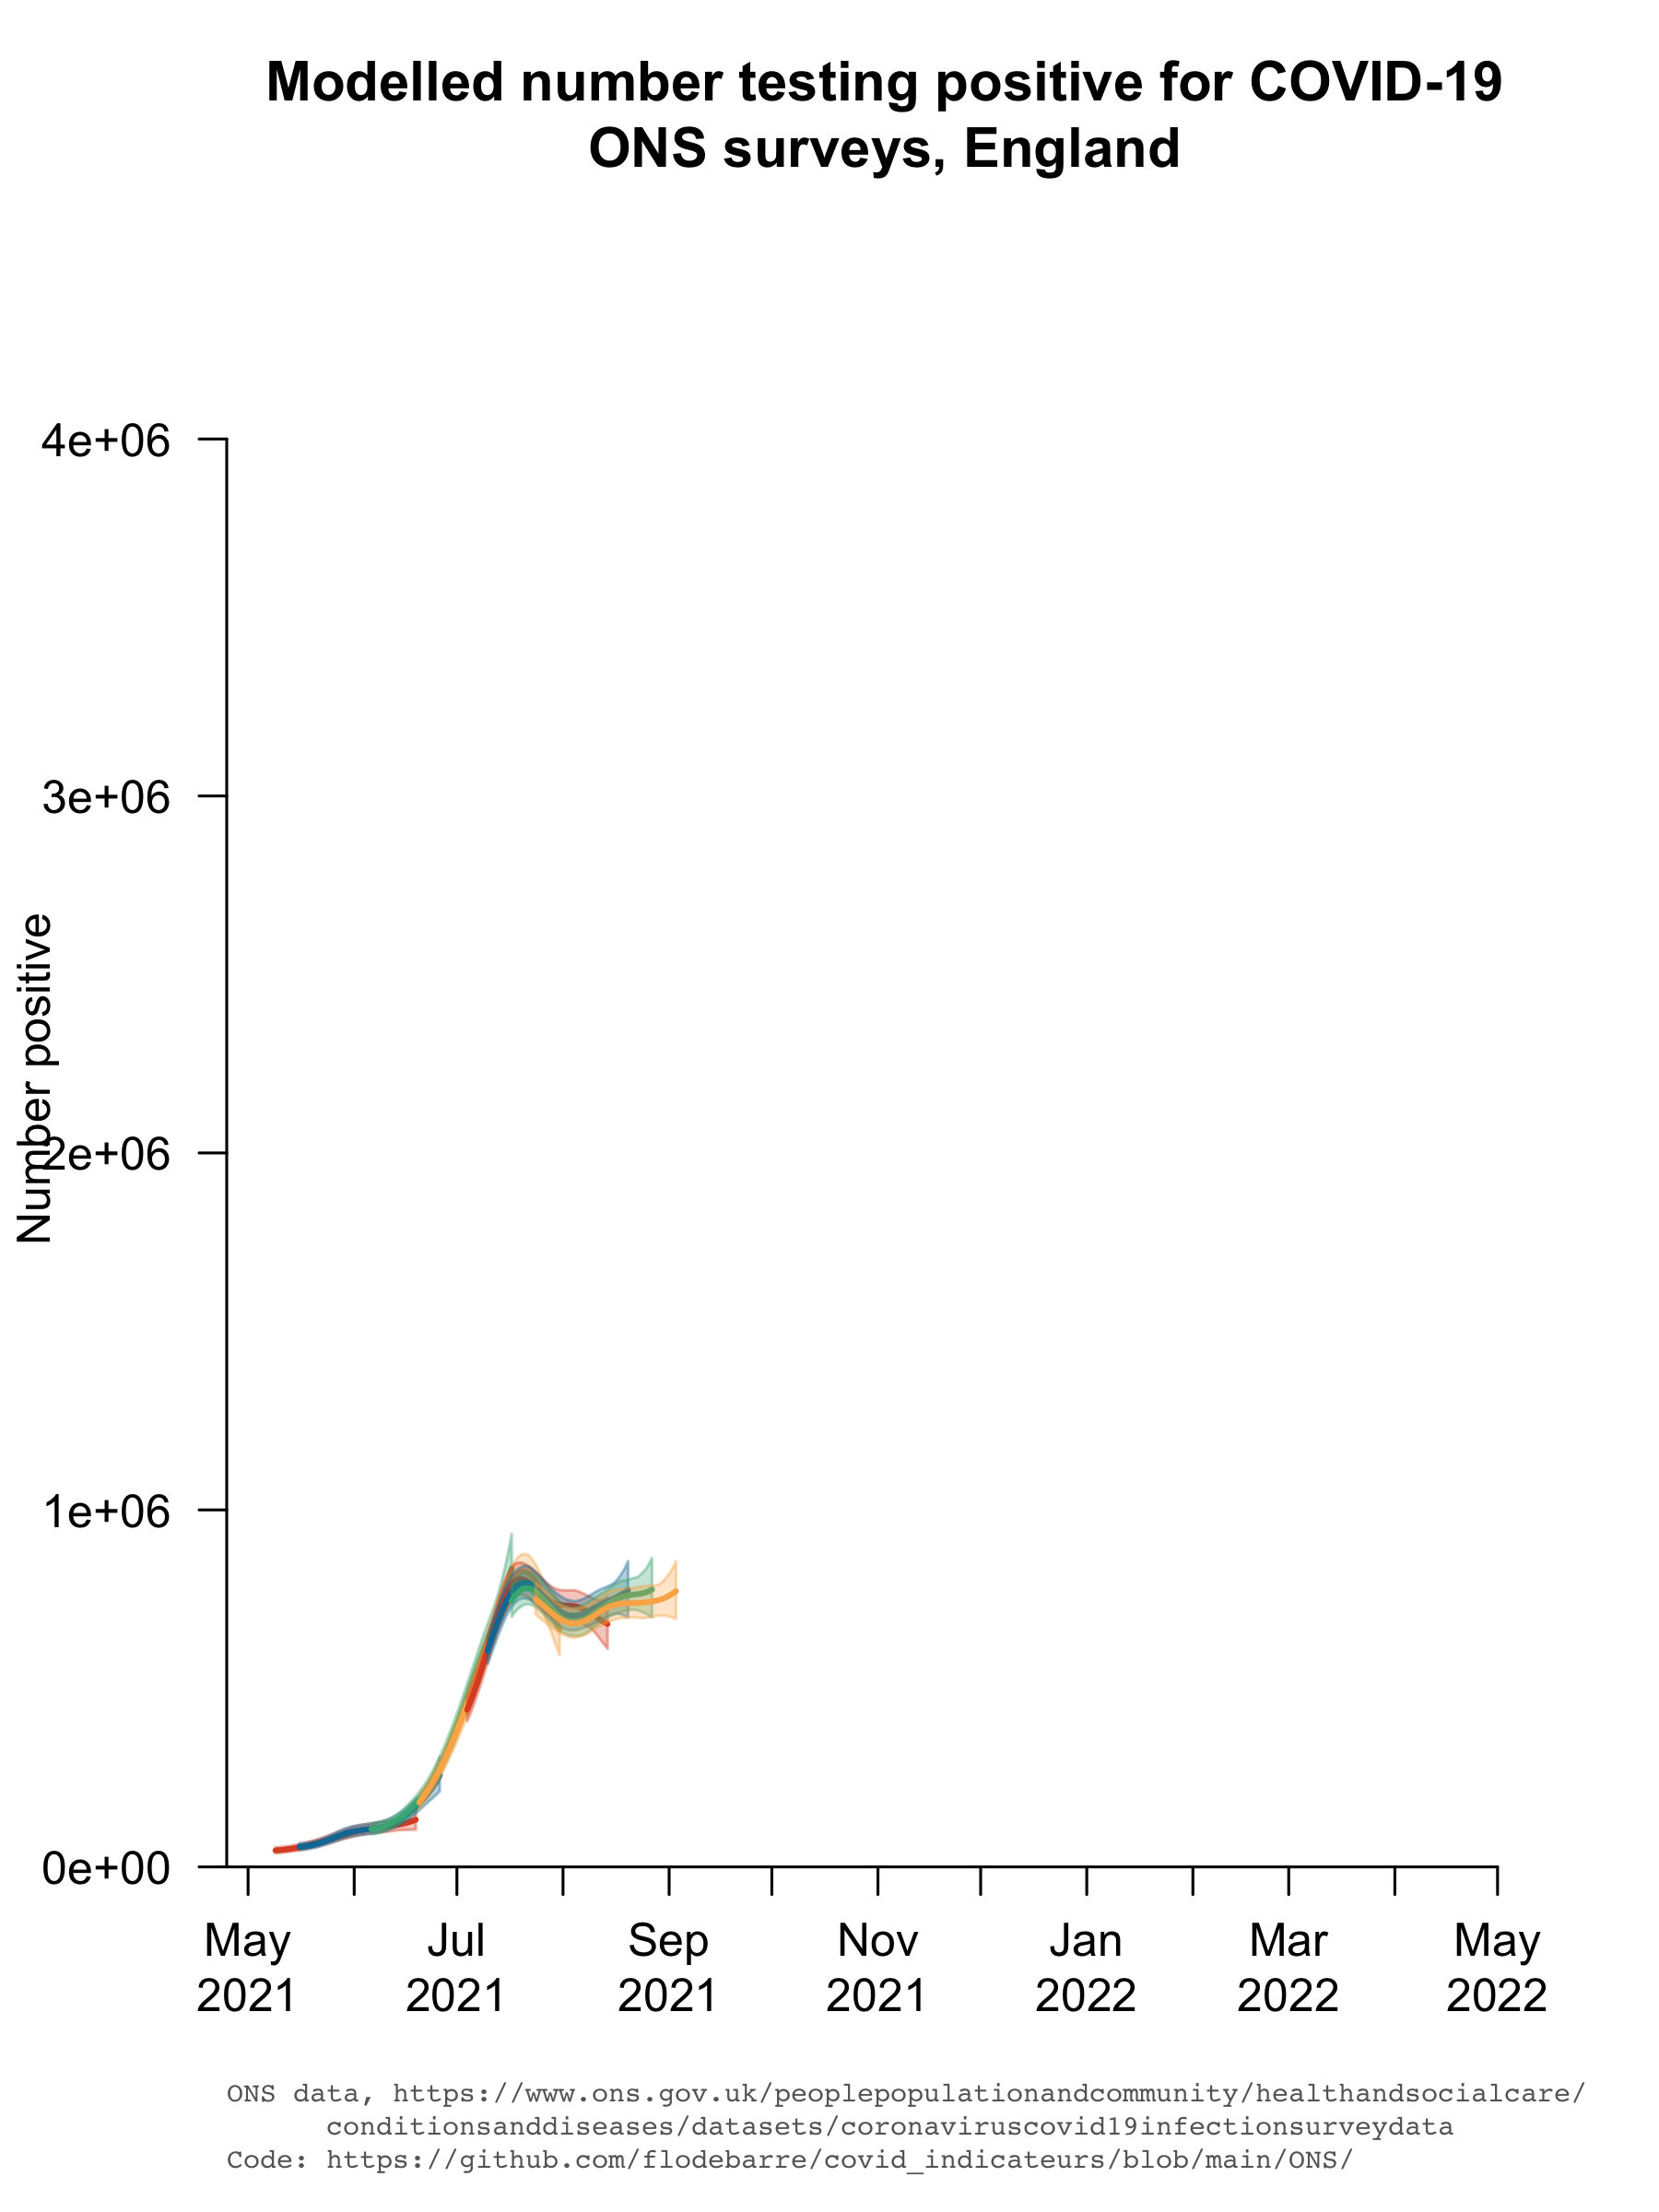 Modelled number testing positive for COVID-19
ONS surveys, England
4e+06
3e+06
2e+06
1e+06
0e+00
Number positive
May Jul Sep Nov Jan Mar May
2021 2021 2021 2021 2022 2022 2022
ONS data, https://www.ons.gov.uk/peoplepopulationandcommunity/healthandsocialcare/
conditionsanddiseases/datasets/coronaviruscovid19infectionsurveydata
Code: https://github.com/flodebarre/covid_indicateurs/blob/main/ONS/